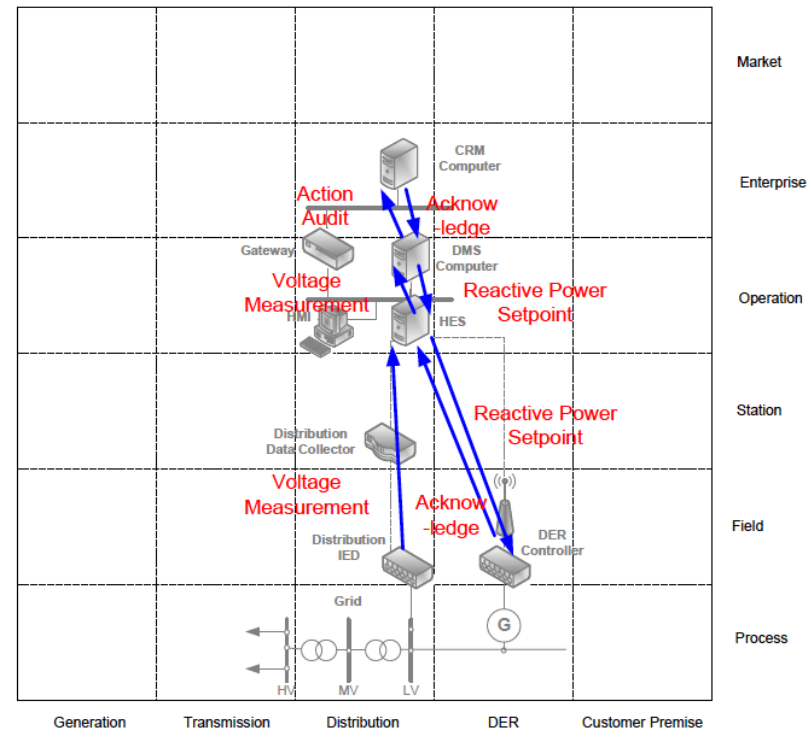 Market
CRM
Computer
Enterprise
Action
Audit
Acknow
-ledge
Gateway
DMS
Computer
Voltage
Measurement
Reactive Power
Setpoint
Operation
HMI
HES
Station
Reactive Power
Setpoint
Distribution
Data Collector
Voltage
Measurement
Acknow
-ledge
Field
Distribution
IED
DER
Controller
Grid
G
Process
HV
MV
LV
Generation
Transmission
Distribution
DER
Customer Premise